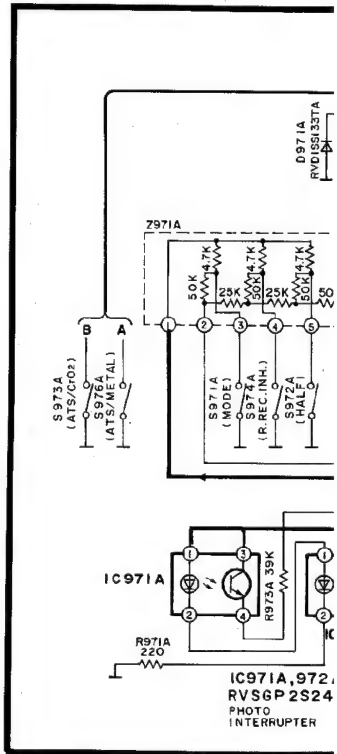 D971A
RVD1SS133TA
Z971A
4.7K
4.7K
4.7K
50K
50K
50K
25K
25K
50
1
2
3
4
5
B
A
S973A
(ATS/CrO2)
S976A
(ATS/METAL)
S971A
(MODE)
S974A
(R.REC.INH.)
S972A
(HALF)
1
3
1
IC971A
R973A 39K
2
4
2
IC
R971A
220
IC971A,972A
RVSGP2S24
PHOTO
INTERRUPTER